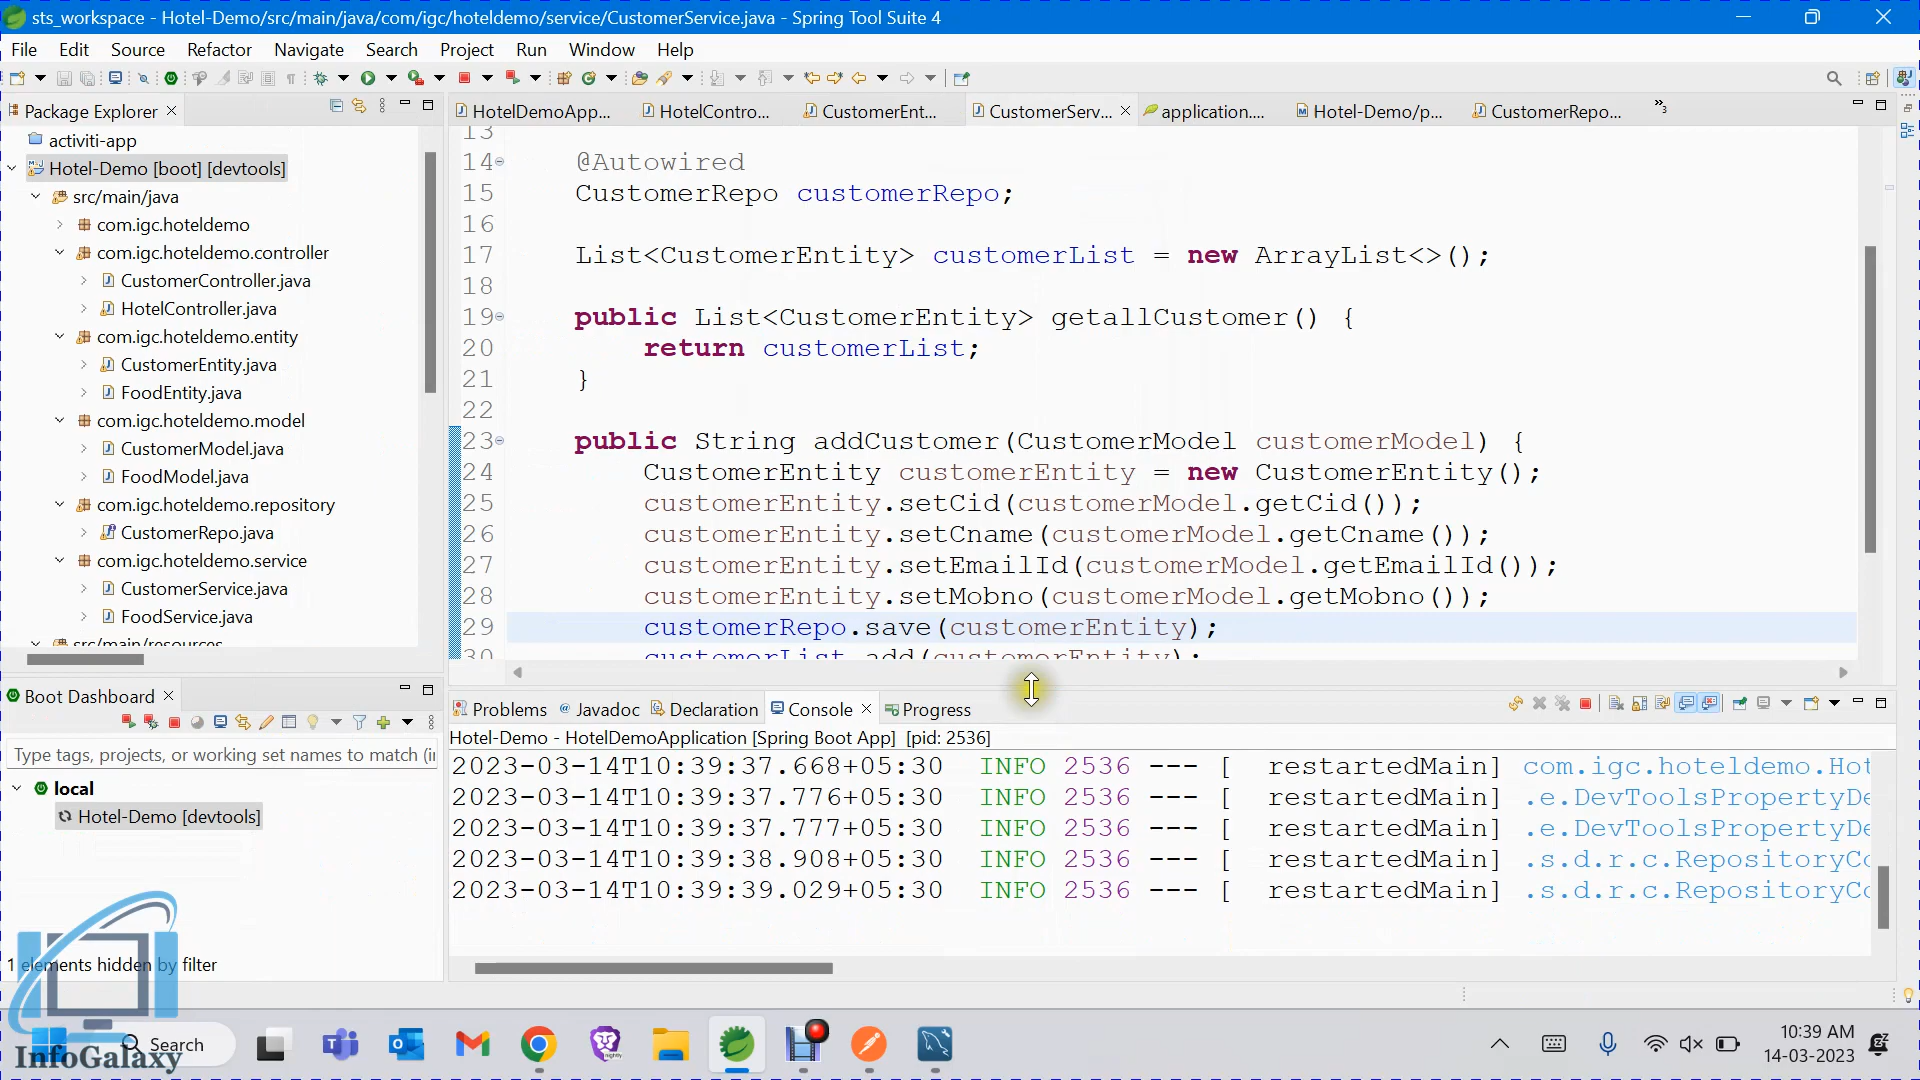 sts_workspace - Hotel-Demo/src/main/java/com/igc/hoteldemo/service/CustomerService.java - Spring Tool Suite 4
File Edit Source Refactor Navigate Search Project Run Window Help
Package Explorer
activiti-app
Hotel-Demo [boot] [devtools]
src/main/java
com.igc.hoteldemo
com.igc.hoteldemo.controller
CustomerController.java
HotelController.java
com.igc.hoteldemo.entity
CustomerEntity.java
FoodEntity.java
com.igc.hoteldemo.model
CustomerModel.java
FoodModel.java
com.igc.hoteldemo.repository
CustomerRepo.java
com.igc.hoteldemo.service
CustomerService.java
FoodService.java
src/main/resources
HotelDemoApp... HotelContro... CustomerEnt... CustomerServ... application.... Hotel-Demo/p... CustomerRepo... »3
13
14 @Autowired
15 CustomerRepo customerRepo;
16
17 List<CustomerEntity> customerList = new ArrayList<>();
18
19 public List<CustomerEntity> getallCustomer() {
20 return customerList;
21 }
22
23 public String addCustomer(CustomerModel customerModel) {
24 CustomerEntity customerEntity = new CustomerEntity();
25 customerEntity.setCid(customerModel.getCid());
26 customerEntity.setCname(customerModel.getCname());
27 customerEntity.setEmailId(customerModel.getEmailId());
28 customerEntity.setMobno(customerModel.getMobno());
29 customerRepo.save(customerEntity);
30 customerList.add(customerEntity);
Boot Dashboard
Type tags, projects, or working set names to match (in
local
Hotel-Demo [devtools]
1 elements hidden by filter
Problems Javadoc Declaration Console Progress
Hotel-Demo - HotelDemoApplication [Spring Boot App] [pid: 2536]
2023-03-14T10:39:37.668+05:30 INFO 2536 --- [ restartedMain] com.igc.hoteldemo.Hot
2023-03-14T10:39:37.776+05:30 INFO 2536 --- [ restartedMain] .e.DevToolsPropertyDe
2023-03-14T10:39:37.777+05:30 INFO 2536 --- [ restartedMain] .e.DevToolsPropertyDe
2023-03-14T10:39:38.908+05:30 INFO 2536 --- [ restartedMain] .s.d.r.c.RepositoryCo
2023-03-14T10:39:39.029+05:30 INFO 2536 --- [ restartedMain] .s.d.r.c.RepositoryCo
InfoGalaxy
Search
10:39 AM
14-03-2023